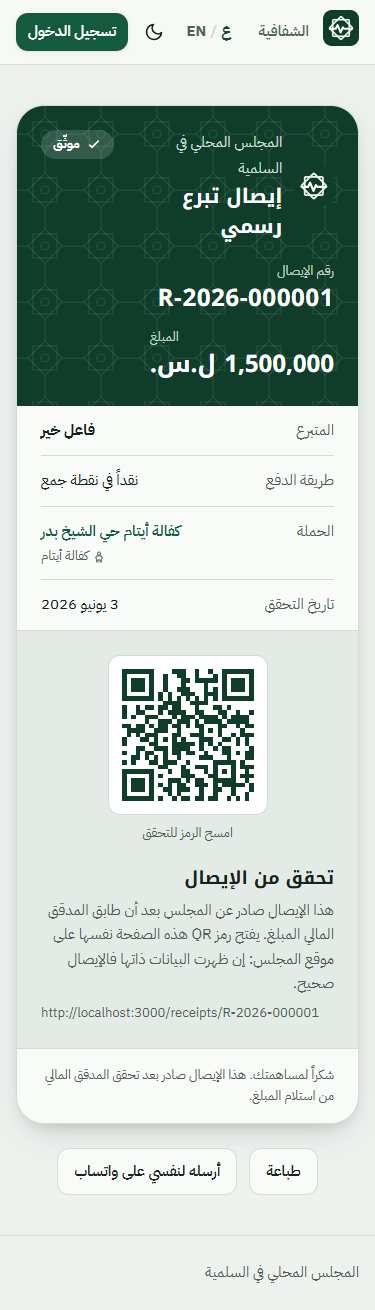 الشفافية
ع / EN
تسجيل الدخول
المجلس المحلي في
السلمية
إيصال تبرع
رسمي
موثّق
رقم الإيصال
R-2026-000001
المبلغ
1,500,000 ل.س.
المتبرع
فاعل خير
طريقة الدفع
نقداً في نقطة جمع
الحملة
كفالة أيتام حي الشيخ بدر
كفالة أيتام
تاريخ التحقق
3 يونيو 2026
امسح الرمز للتحقق
تحقق من الإيصال
هذا الإيصال صادر عن المجلس بعد أن طابق المدقق
المالي المبلغ. يفتح رمز QR هذه الصفحة نفسها على
موقع المجلس: إن ظهرت البيانات ذاتها فالإيصال
صحيح.
http://localhost:3000/receipts/R-2026-000001
شكراً لمساهمتك. هذا الإيصال صادر بعد تحقق المدقق المالي
من استلام المبلغ.
طباعة
أرسله لنفسي على واتساب
المجلس المحلي في السلمية